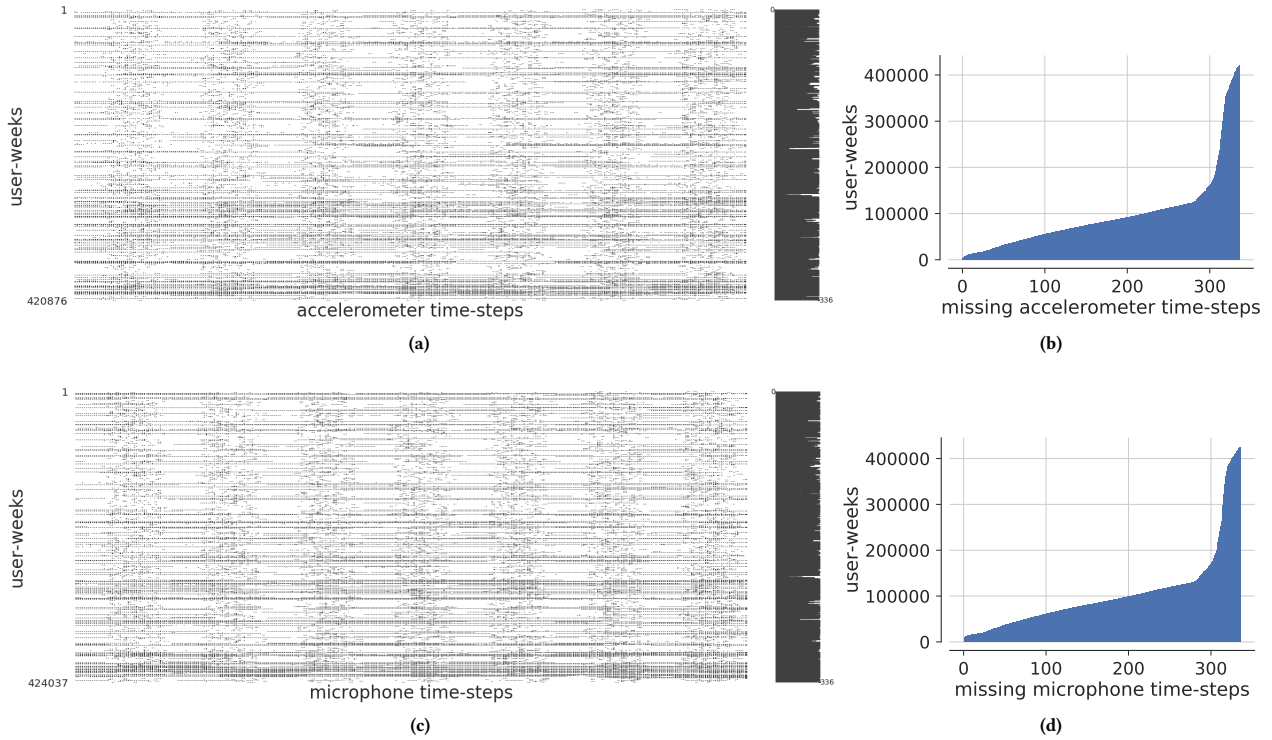 1
user-weeks
420876
accelerometer time-steps
0
336
(a)
user-weeks
400000
300000
200000
100000
0
0 100 200 300
missing accelerometer time-steps
(b)
1
user-weeks
424037
microphone time-steps
0
336
(c)
user-weeks
400000
300000
200000
100000
0
0 100 200 300
missing microphone time-steps
(d)